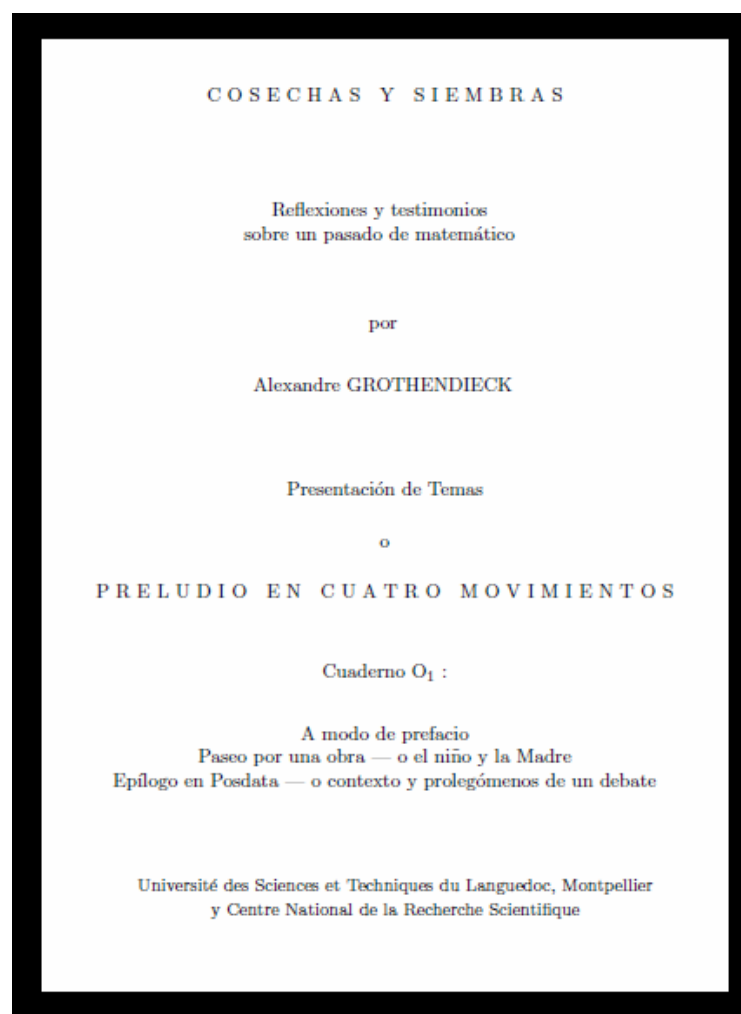 COSECHAS Y SIEMBRAS
Reflexiones y testimonios
sobre un pasado de matemático
por
Alexandre GROTHENDIECK
Presentación de Temas
o
PRELUDIO EN CUATRO MOVIMIENTOS
Cuaderno O₁ :
A modo de prefacio
Paseo por una obra — o el niño y la Madre
Epílogo en Posdata — o contexto y prolegómenos de un debate
Université des Sciences et Techniques du Languedoc, Montpellier
y Centre National de la Recherche Scientifique